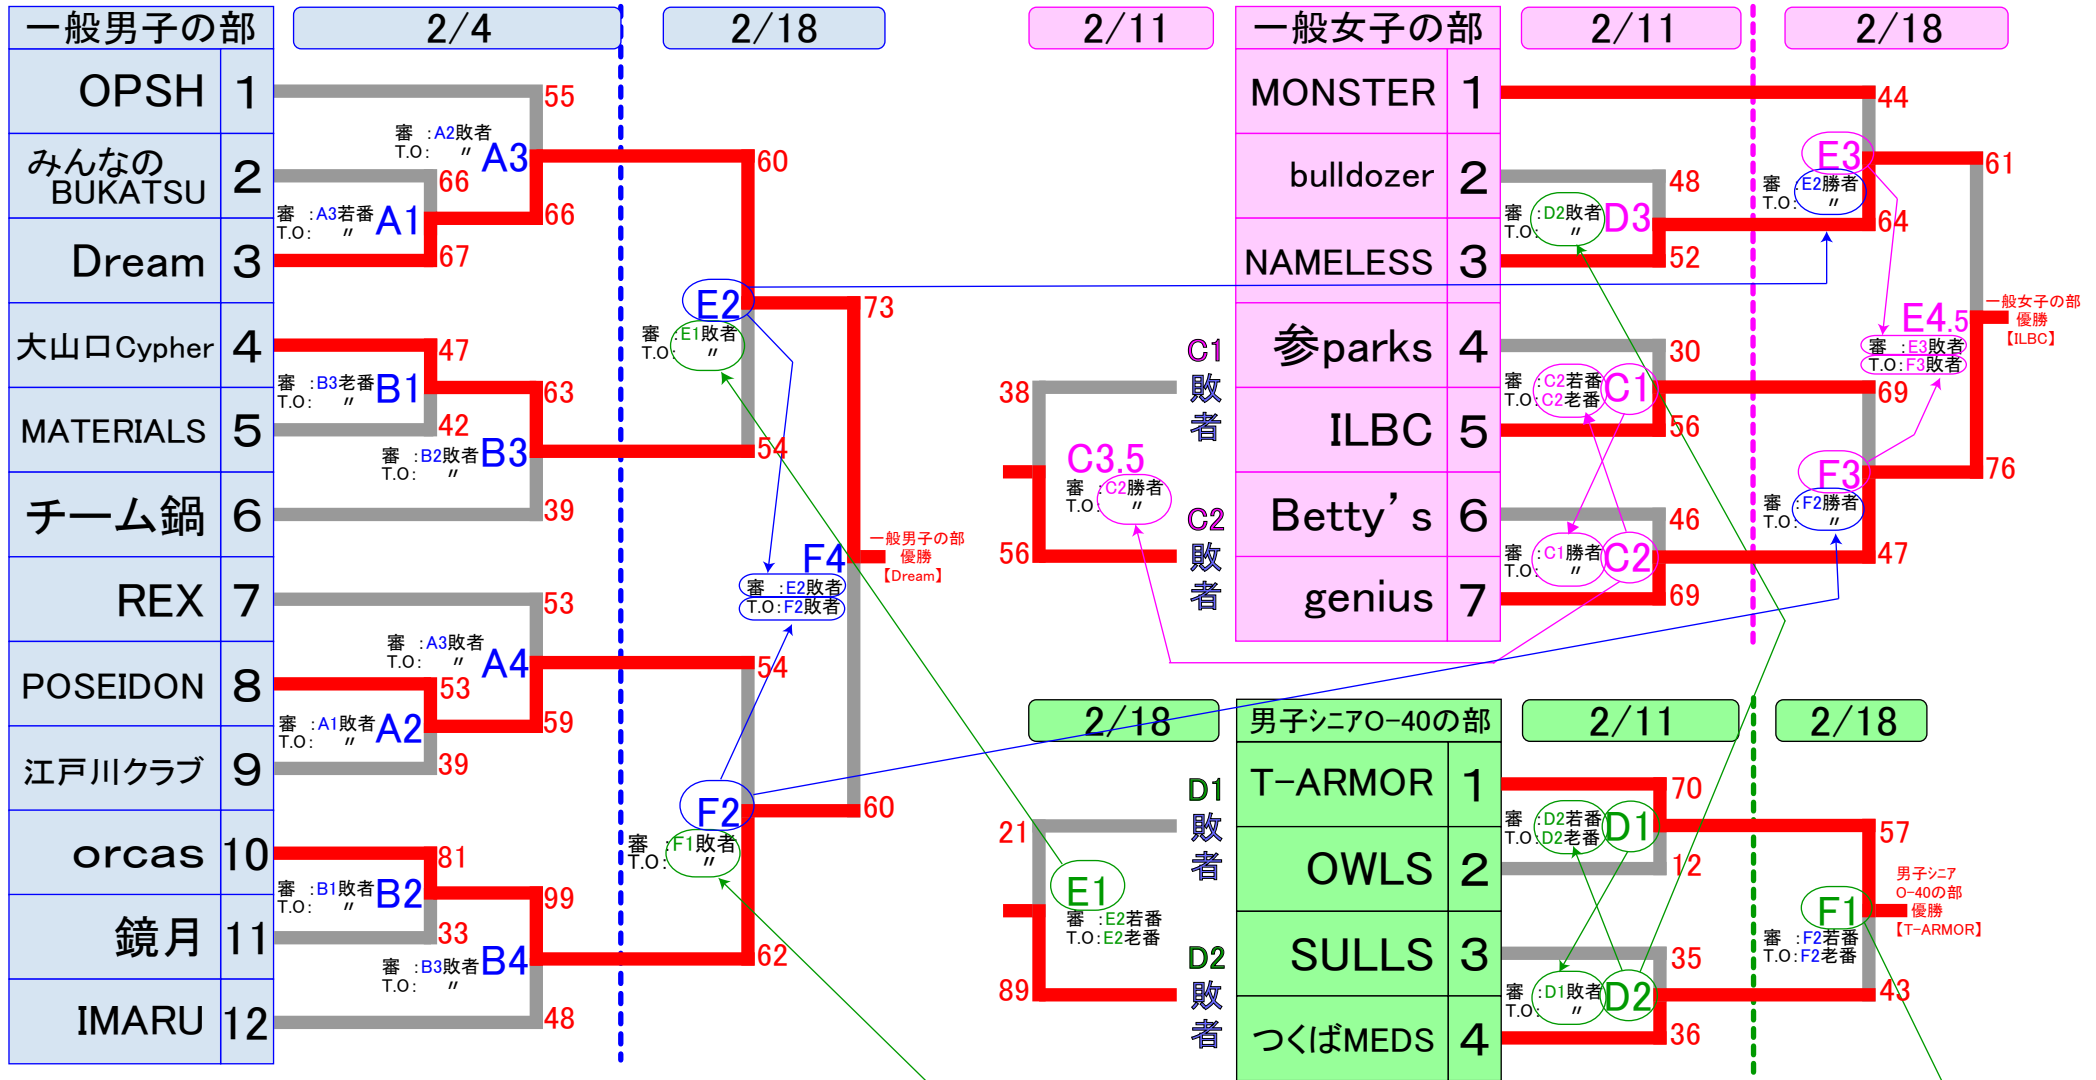 一般男子の部
2/4
2/18
OPSH 1
みんなの
BUKATSU 2
Dream 3
大山口Cypher 4
MATERIALS 5
チーム鍋 6
REX 7
POSEIDON 8
江戸川クラブ 9
orcas 10
鏡月 11
IMARU 12
55
審 :A2敗者
T.O: 〃
A3
66
66
審 :A3若番
T.O: 〃
A1
67
47
審 :B3老番
T.O: 〃
B1
63
42
審 :B2敗者
T.O: 〃
B3
39
53
審 :A3敗者
T.O: 〃
A4
53
59
審 :A1敗者
T.O: 〃
A2
39
81
審 :B1敗者
T.O: 〃
B2
99
33
審 :B3敗者
T.O: 〃
B4
48
60
E2
審 :E1敗者
T.O: 〃
54
73
F4
審 :E2敗者
T.O:F2敗者
一般男子の部
優勝
【Dream】
54
F2
審 :F1敗者
T.O: 〃
60
62
2/11
一般女子の部
2/11
2/18
MONSTER 1
bulldozer 2
NAMELESS 3
参parks 4
ILBC 5
Betty’s 6
genius 7
C1
敗
者
38
C3.5
審 :C2勝者
T.O: 〃
56
C2
敗
者
48
審 :D2敗者
T.O: 〃
D3
52
30
審 :C2若番
T.O:C2老番
C1
56
46
審 :C1勝者
T.O: 〃
C2
69
44
E3
審 :E2勝者
T.O: 〃
64
61
69
F3
審 :F2勝者
T.O: 〃
47
76
E4.5
審 :E3敗者
T.O:F3敗者
一般女子の部
優勝
【ILBC】
2/18
男子シニアO-40の部
2/11
2/18
T-ARMOR 1
OWLS 2
SULLS 3
つくばMEDS 4
D1
敗
者
21
E1
審 :E2若番
T.O:E2老番
89
D2
敗
者
70
審 :D2若番
T.O:D2老番
D1
12
35
審 :D1敗者
T.O: 〃
D2
36
57
F1
審 :F2若番
T.O:F2老番
43
男子シニア
O-40の部
優勝
【T-ARMOR】